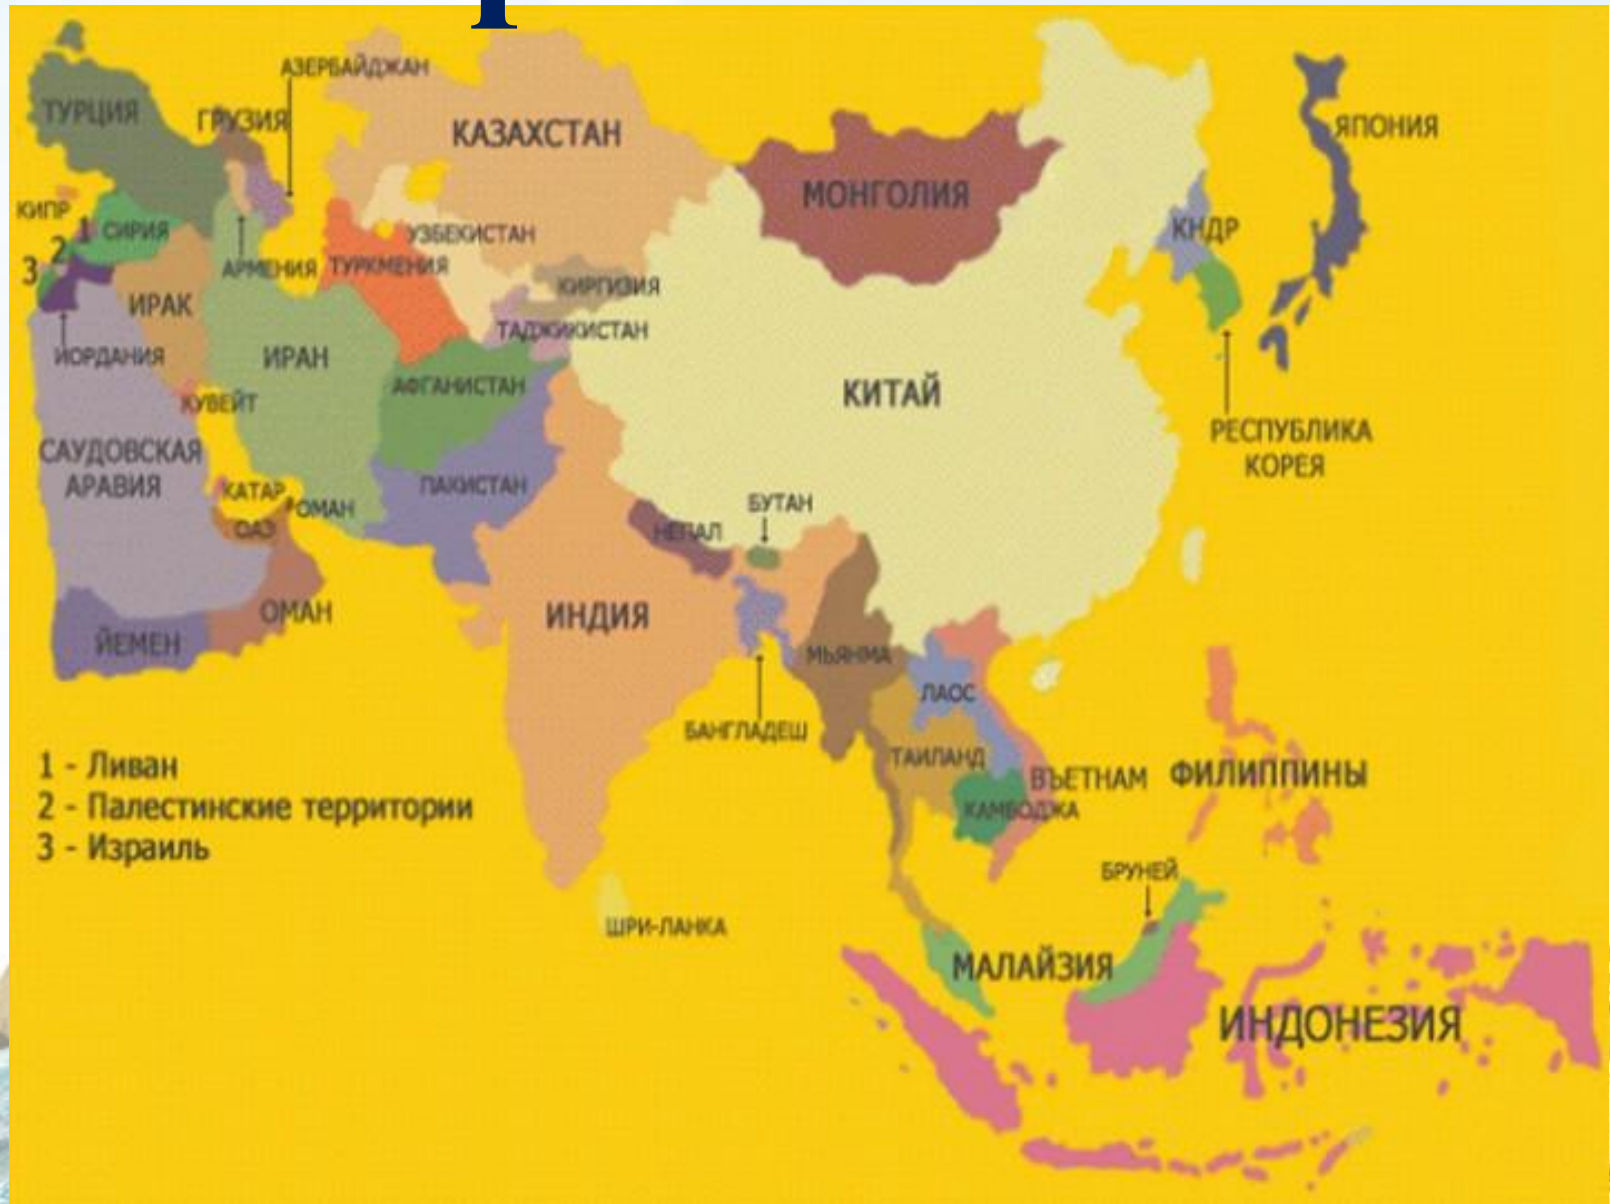 АЗЕРБАЙДЖАН
ТУРЦИЯ
ГРУЗИЯ
КАЗАХСТАН
ЯПОНИЯ
МОНГОЛИЯ
КИПР
1
СИРИЯ
УЗБЕКИСТАН
КНДР
2
3
АРМЕНИЯ
ТУРКМЕНИЯ
КИРГИЗИЯ
ИРАК
ТАДЖИКИСТАН
ИОРДАНИЯ
ИРАН
АФГАНИСТАН
КИТАЙ
КУВЕЙТ
РЕСПУБЛИКА
КОРЕЯ
САУДОВСКАЯ
АРАВИЯ
КАТАР
ПАКИСТАН
ОМАН
БУТАН
ОАЭ
НЕПАЛ
ОМАН
ИНДИЯ
ЙЕМЕН
МЬЯНМА
ЛАОС
БАНГЛАДЕШ
ТАИЛАНД
ВЪЕТНАМ
ФИЛИППИНЫ
КАМБОДЖА
1 - Ливан
2 - Палестинские территории
3 - Израиль
БРУНЕЙ
ШРИ-ЛАНКА
МАЛАЙЗИЯ
ИНДОНЕЗИЯ